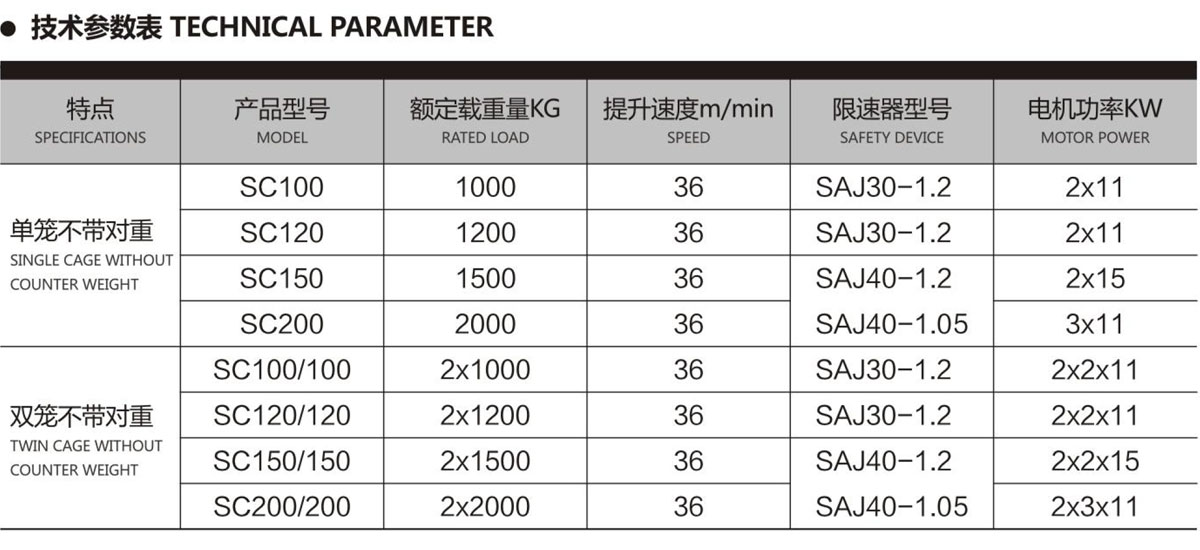 ● 技术参数表 TECHNICAL PARAMETER
特点 产品型号 额定载重量KG 提升速度m/min 限速器型号 电机功率KW
SPECIFICATIONS MODEL RATED LOAD SPEED SAFETY DEVICE MOTOR POWER
单笼不带对重
SINGLE CAGE WITHOUT
COUNTER WEIGHT
SC100 1000 36 SAJ30-1.2 2x11
SC120 1200 36 SAJ30-1.2 2x11
SC150 1500 36 SAJ40-1.2 2x15
SC200 2000 36 SAJ40-1.05 3x11
双笼不带对重
TWIN CAGE WITHOUT
COUNTER WEIGHT
SC100/100 2x1000 36 SAJ30-1.2 2x2x11
SC120/120 2x1200 36 SAJ30-1.2 2x2x11
SC150/150 2x1500 36 SAJ40-1.2 2x2x15
SC200/200 2x2000 36 SAJ40-1.05 2x3x11